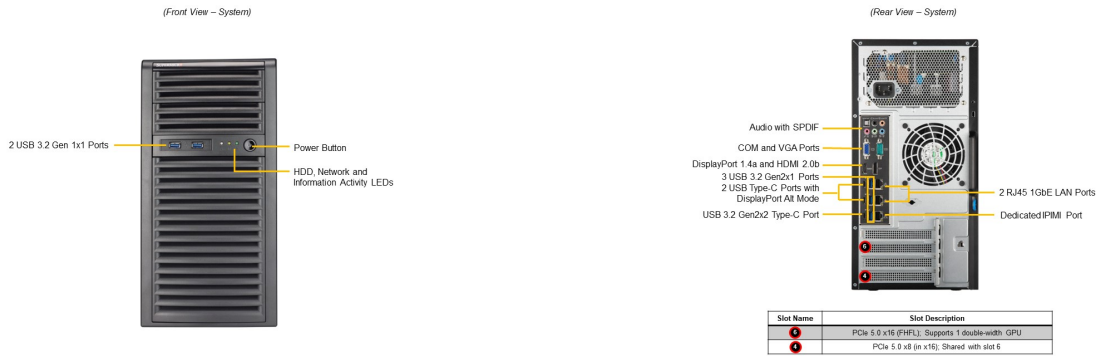 (Front View – System)
2 USB 3.2 Gen 1x1 Ports
Power Button
HDD, Network and
Information Activity LEDs
(Rear View – System)
Audio with SPDIF
COM and VGA Ports
DisplayPort 1.4a and HDMI 2.0b
3 USB 3.2 Gen2x1 Ports
2 USB Type-C Ports with
DisplayPort Alt Mode
USB 3.2 Gen2x2 Type-C Port
2 RJ45 1GbE LAN Ports
Dedicated IPIMI Port
6
4
Slot Name Slot Description
6 PCIe 5.0 x16 (FHFL); Supports 1 double-width GPU
4 PCIe 5.0 x8 (in x16); Shared with slot 6